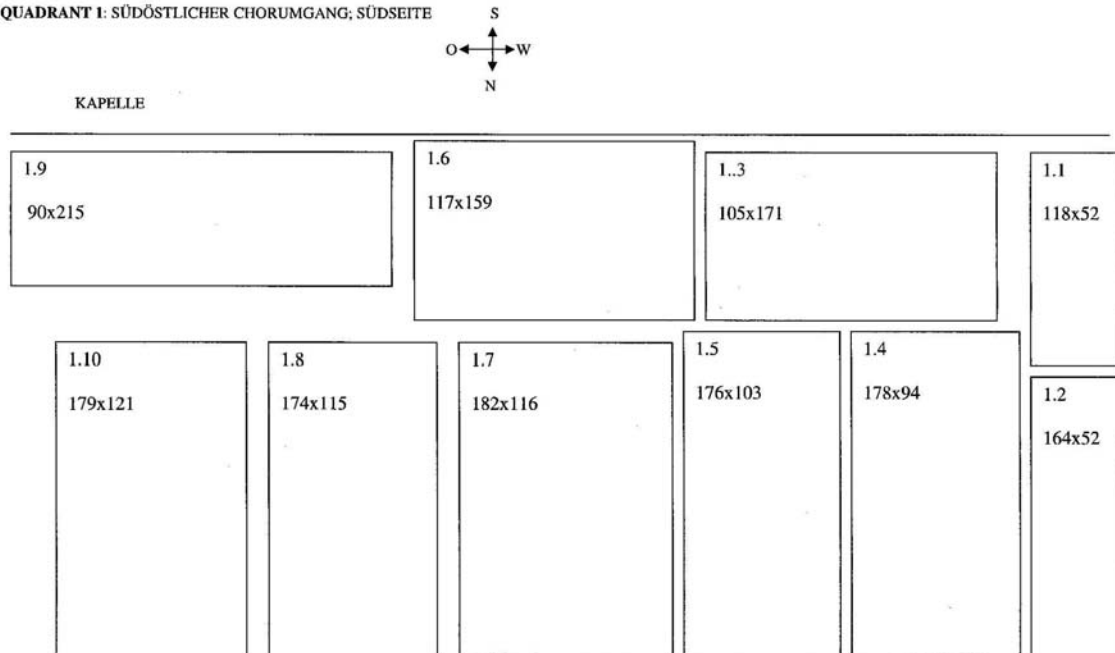 QUADRANT 1: SÜDÖSTLICHER CHORUMGANG; SÜDSEITE
S
O W
N
KAPELLE
1.9
90x215
1.6
117x159
1..3
105x171
1.1
118x52
1.10
179x121
1.8
174x115
1.7
182x116
1.5
176x103
1.4
178x94
1.2
164x52